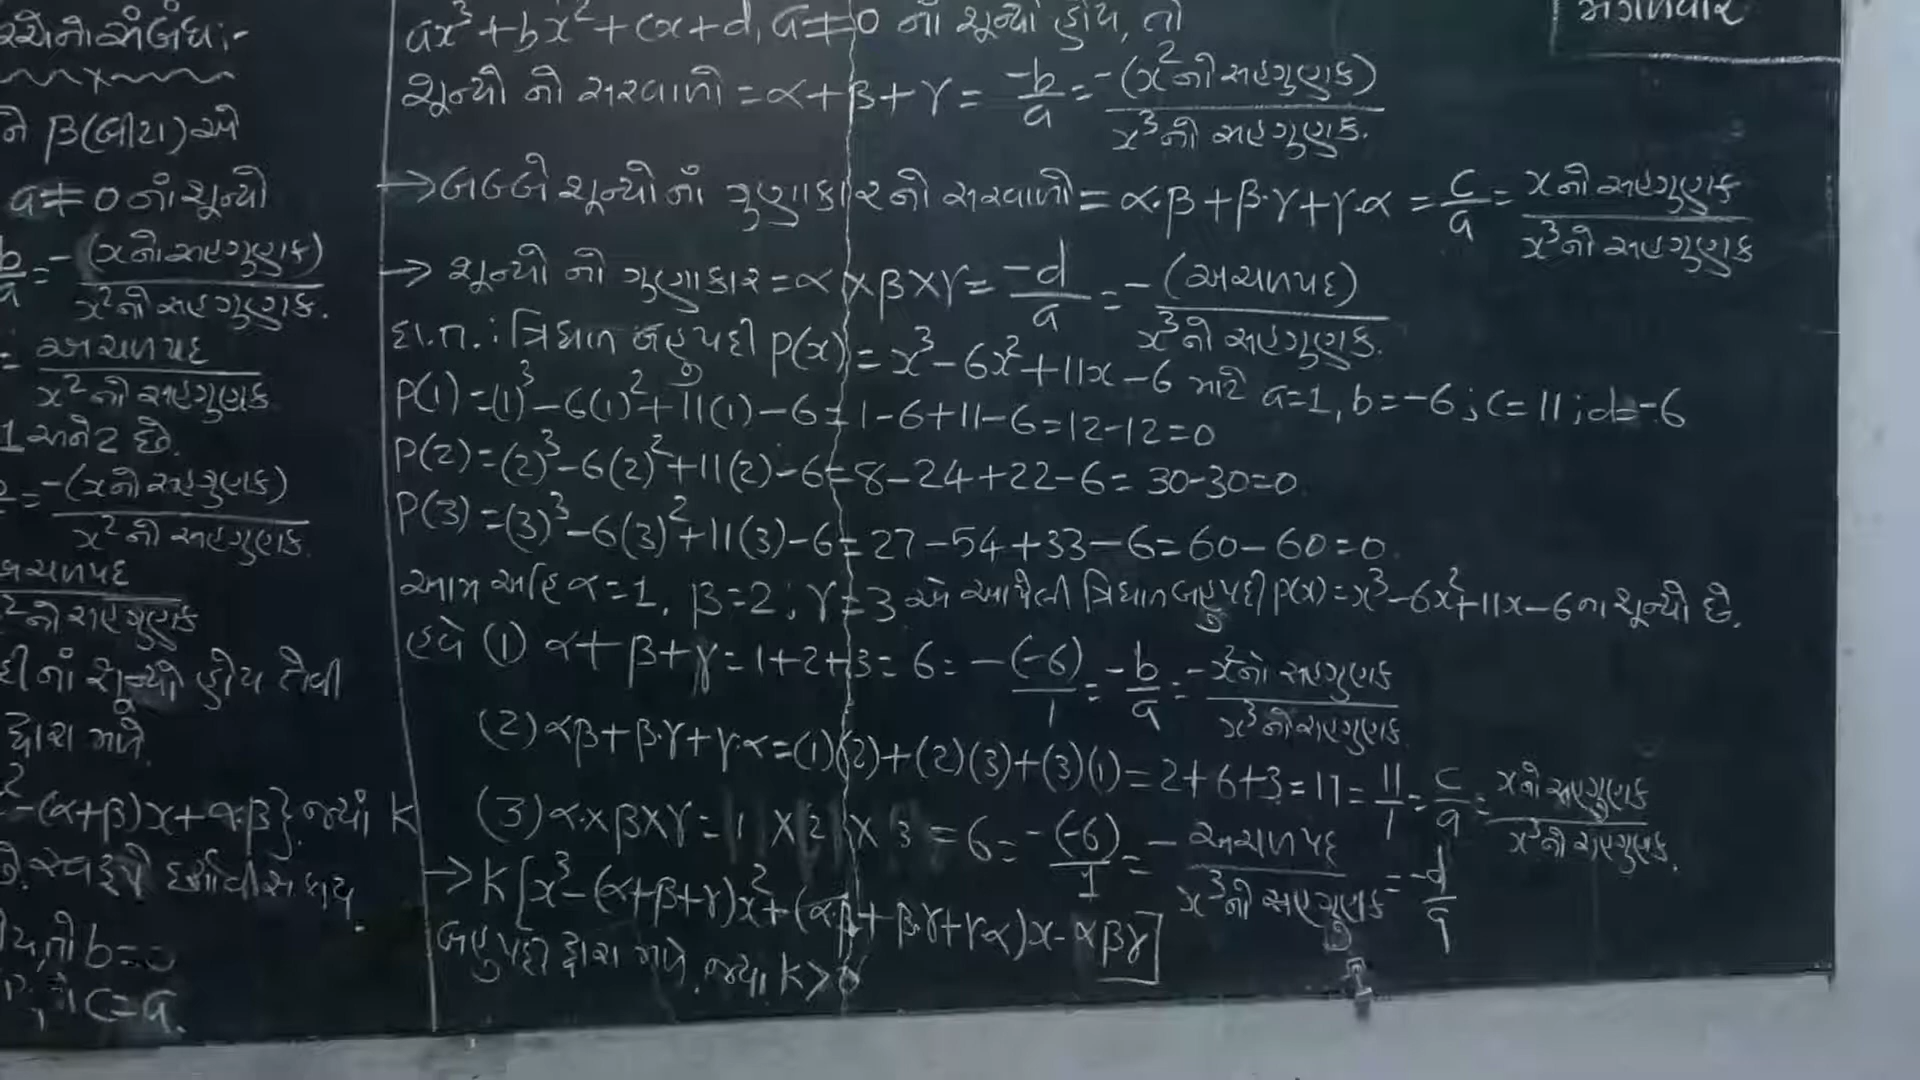 રચેનો સંબંધ:-
ને β(બીટા) એ
a≠0 નાં શૂન્યો
b/a = -(x નો સહગુણક)/x² નો સહગુણક.
= અચળપદ/x² નો સહગુણક
1 અને 2 છે.
= -(x નો સહગુણક)/x² નો સહગુણક.
અચળપદ/x² નો સહગુણક
દીનાં શૂન્યો હોય તેવી
દ્વારા મળે.
²-(α+β)x+α·β}. જ્યાં k
સ્વરૂપે દર્શાવી શકાય.
ય, તો b=0
તો c=a.
ax³+bx²+cx+d, a≠0 નાં શૂન્યો હોય, તો
શૂન્યો નો સરવાળો = α+β+γ = -b/a = -(x² નો સહગુણક)/x³ નો સહગુણક.
→ બબ્બે શૂન્યોનાં ગુણાકારનો સરવાળો = α·β+β·γ+γ·α = c/a = x નો સહગુણક/x³ નો સહગુણક
→ શૂન્યો નો ગુણાકાર = α×β×γ = -d/a = -(અચળપદ)/x³ નો સહગુણક.
દા.ત.: ત્રિઘાત બહુપદી P(x) = x³-6x²+11x-6 માટે a=1, b=-6; c=11; d=-6
P(1) = (1)³-6(1)²+11(1)-6 = 1-6+11-6 = 12-12 = 0
P(2) = (2)³-6(2)²+11(2)-6 = 8-24+22-6 = 30-30 = 0.
P(3) = (3)³-6(3)²+11(3)-6 = 27-54+33-6 = 60-60 = 0.
આમ અહિં α=1, β=2; γ=3 એ આપેલી ત્રિઘાત બહુપદી P(x) = x³-6x²+11x-6 ના શૂન્યો છે.
હવે (1) α+β+γ = 1+2+3 = 6 = -(-6)/1 = -b/a = -x² નો સહગુણક/x³ નો સહગુણક.
(2) αβ+β·γ+γ·α = (1)(2)+(2)(3)+(3)(1) = 2+6+3 = 11 = 11/1 = c/a = x નો સહગુણક/x³ નો સહગુણક.
(3) α×β×γ = 1×2×3 = 6 = -(-6)/1 = -અચળપદ/x³ નો સહગુણક = -d/a
→ k[x³-(α+β+γ)x²+(α·β+β·γ+γα)x-αβγ]
બહુપદી દ્વારા મળે. જ્યાં k>0
મંગળવાર